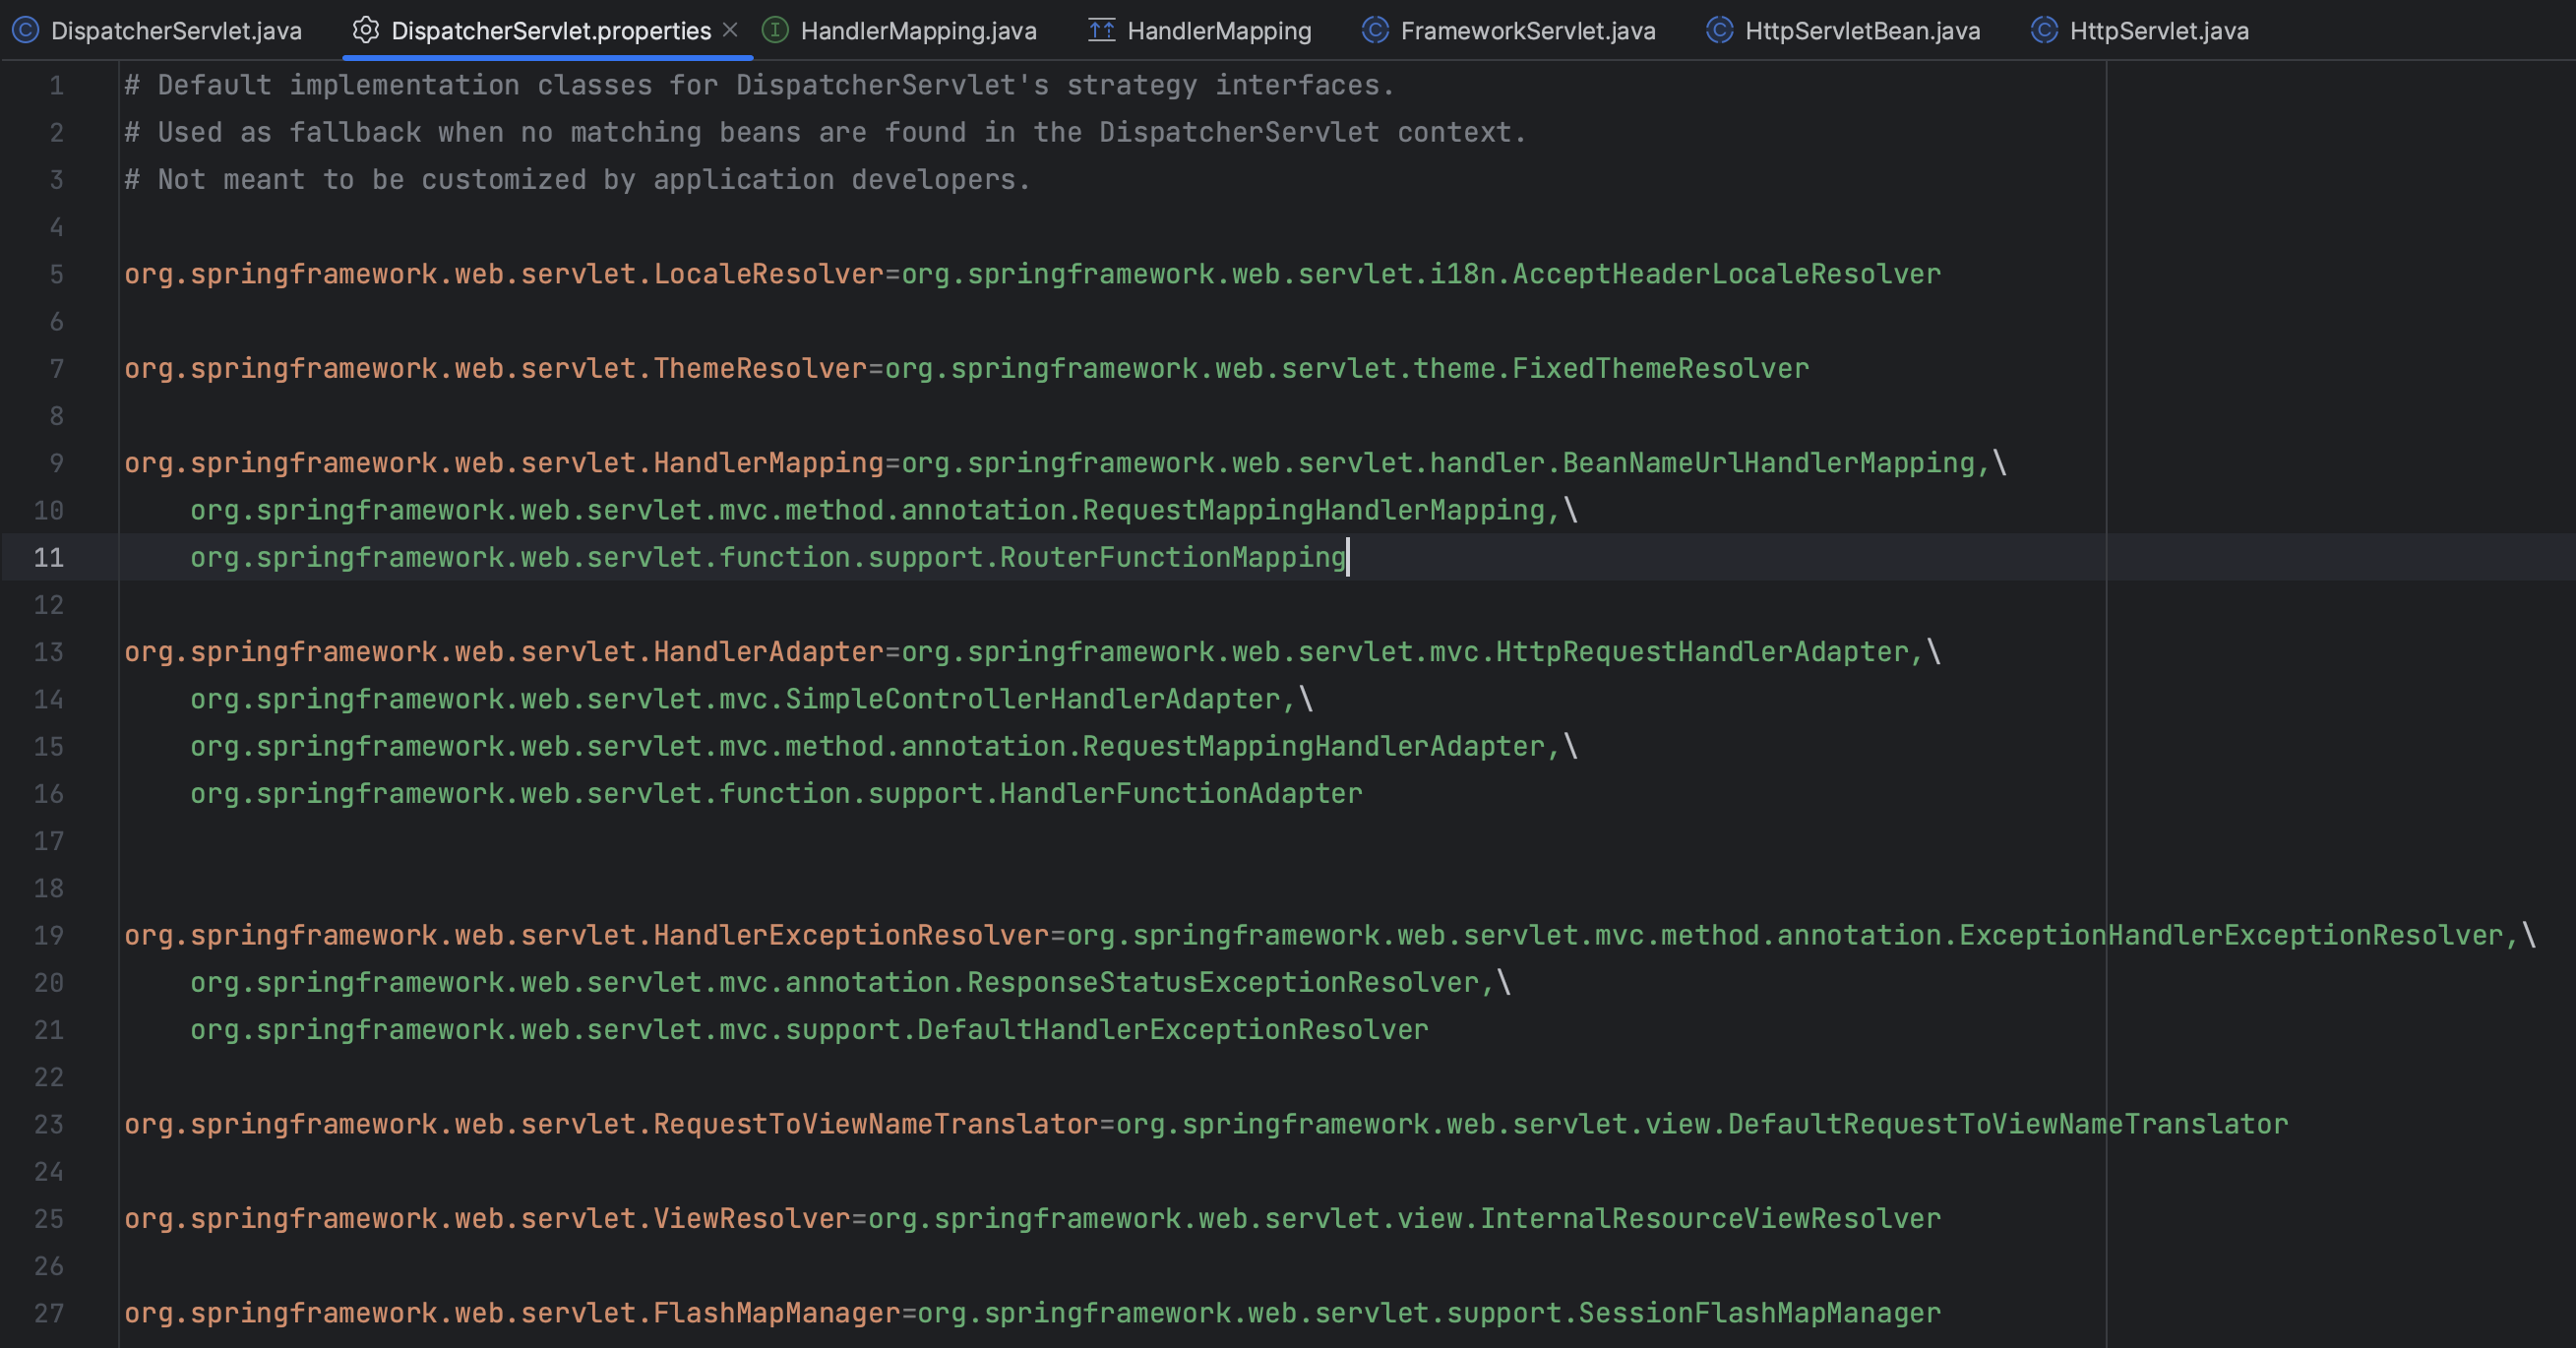 DispatcherServlet.java DispatcherServlet.properties HandlerMapping.java HandlerMapping FrameworkServlet.java HttpServletBean.java HttpServlet.java
1 # Default implementation classes for DispatcherServlet's strategy interfaces.
2 # Used as fallback when no matching beans are found in the DispatcherServlet context.
3 # Not meant to be customized by application developers.
4
5 org.springframework.web.servlet.LocaleResolver=org.springframework.web.servlet.i18n.AcceptHeaderLocaleResolver
6
7 org.springframework.web.servlet.ThemeResolver=org.springframework.web.servlet.theme.FixedThemeResolver
8
9 org.springframework.web.servlet.HandlerMapping=org.springframework.web.servlet.handler.BeanNameUrlHandlerMapping,\
10 org.springframework.web.servlet.mvc.method.annotation.RequestMappingHandlerMapping,\
11 org.springframework.web.servlet.function.support.RouterFunctionMapping
12
13 org.springframework.web.servlet.HandlerAdapter=org.springframework.web.servlet.mvc.HttpRequestHandlerAdapter,\
14 org.springframework.web.servlet.mvc.SimpleControllerHandlerAdapter,\
15 org.springframework.web.servlet.mvc.method.annotation.RequestMappingHandlerAdapter,\
16 org.springframework.web.servlet.function.support.HandlerFunctionAdapter
17
18
19 org.springframework.web.servlet.HandlerExceptionResolver=org.springframework.web.servlet.mvc.method.annotation.ExceptionHandlerExceptionResolver,\
20 org.springframework.web.servlet.mvc.annotation.ResponseStatusExceptionResolver,\
21 org.springframework.web.servlet.mvc.support.DefaultHandlerExceptionResolver
22
23 org.springframework.web.servlet.RequestToViewNameTranslator=org.springframework.web.servlet.view.DefaultRequestToViewNameTranslator
24
25 org.springframework.web.servlet.ViewResolver=org.springframework.web.servlet.view.InternalResourceViewResolver
26
27 org.springframework.web.servlet.FlashMapManager=org.springframework.web.servlet.support.SessionFlashMapManager